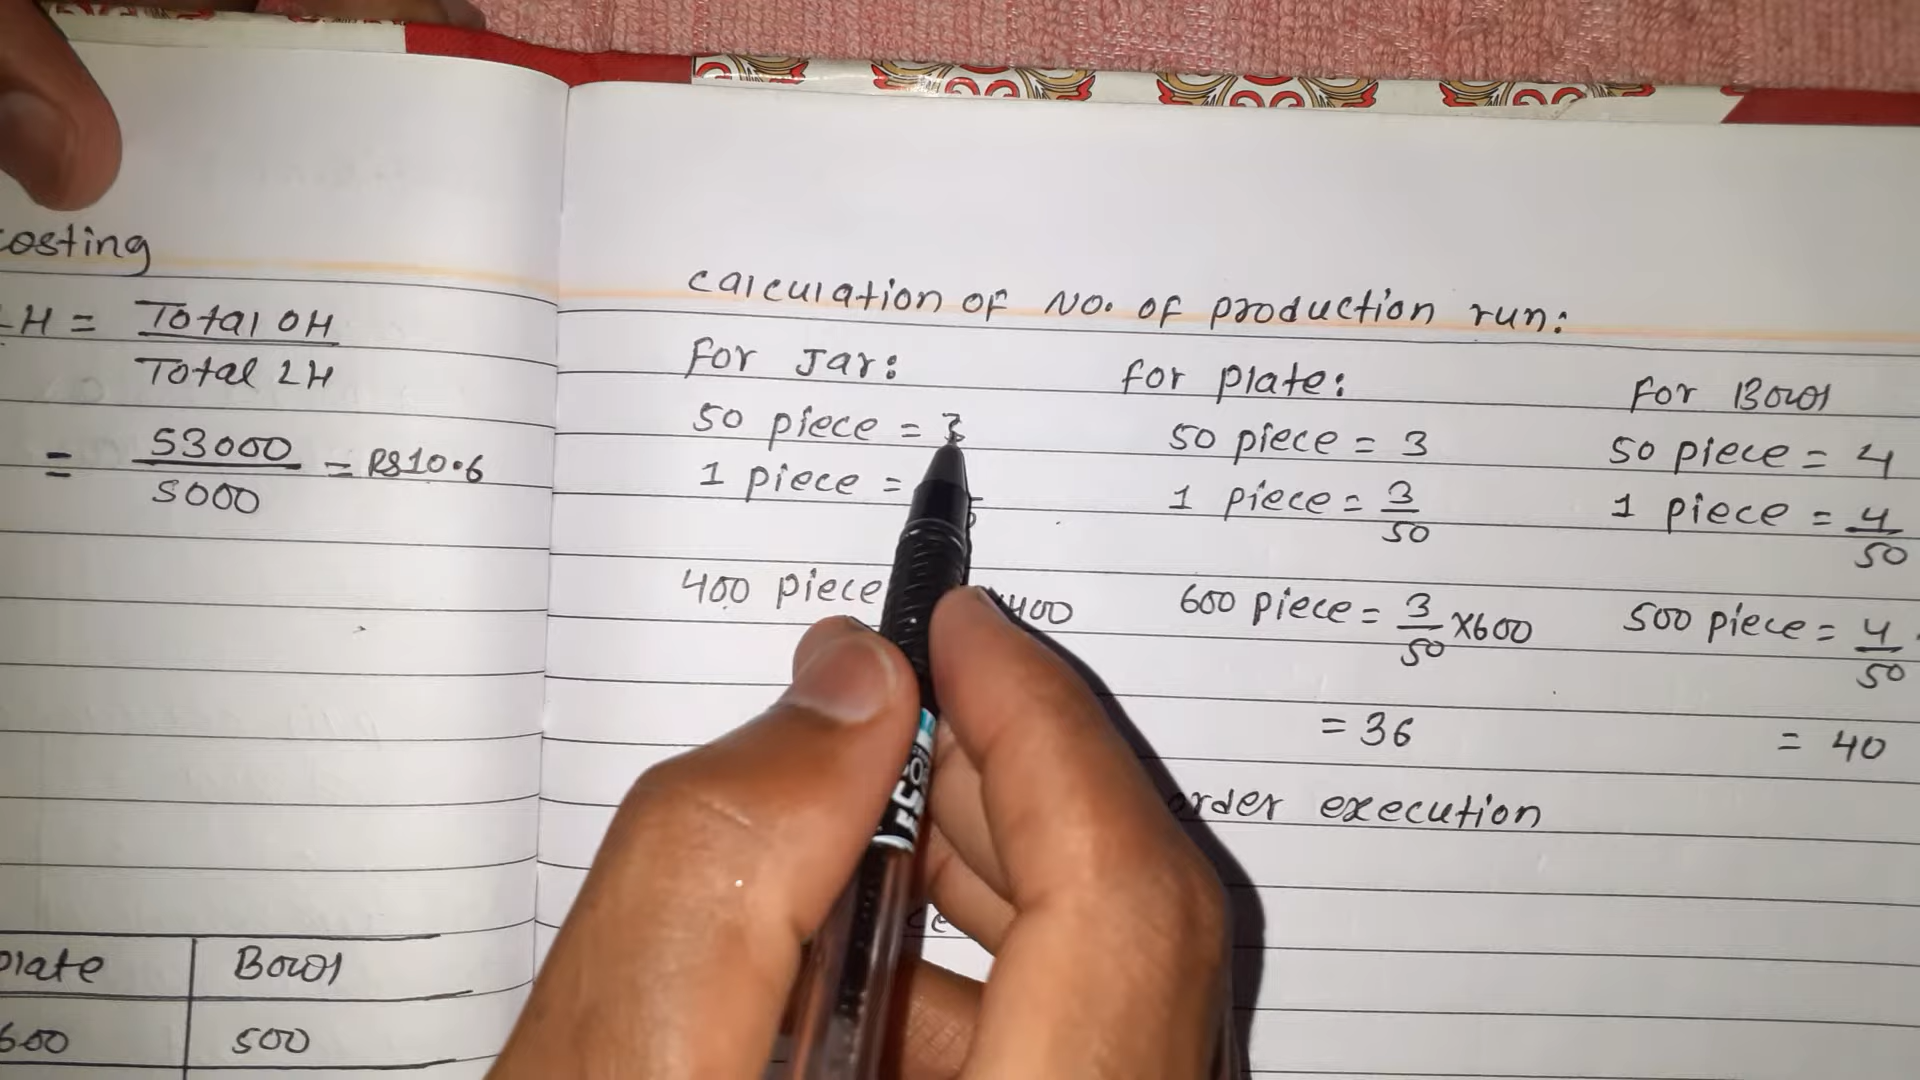 costing
LH = Total OH
Total LH
= 53000 = RS10.6
5000
Plate Bowl
600 500
Calculation of No. of production run:
For Jar:
50 piece = 3
1 piece =
400 piece ×400
for plate:
50 piece = 3
1 piece = 3
50
600 piece = 3 ×600
50
= 36
For Bowl
50 piece = 4
1 piece = 4
50
500 piece = 4
50
= 40
order execution